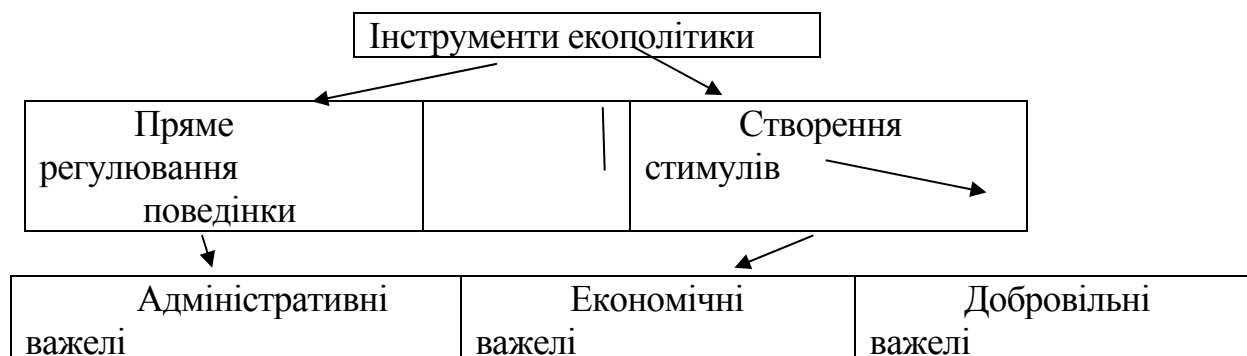 Інструменти екополітики
Пряме
регулювання
поведінки
Створення
стимулів
Адміністративні
важелі
Економічні
важелі
Добровільні
важелі